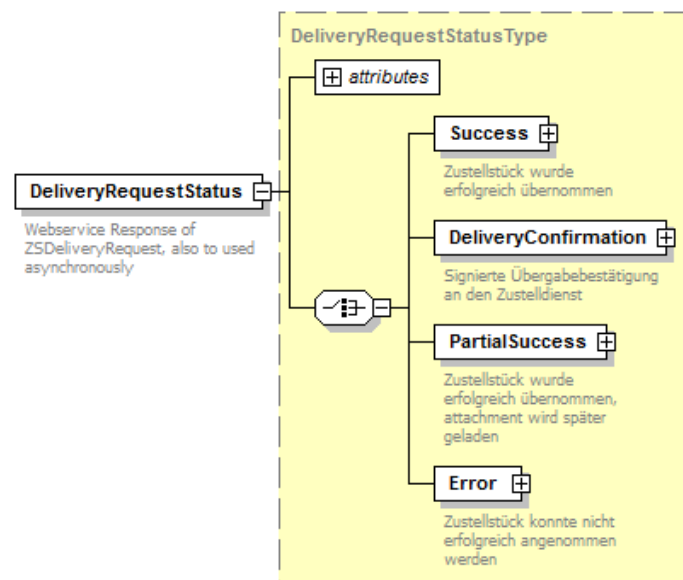 DeliveryRequestStatusType
attributes
Success
Zustellstück wurde
erfolgreich übernommen
DeliveryRequestStatus
Webservice Response of
ZSDeliveryRequest, also to used
asynchronously
DeliveryConfirmation
Signierte Übergabebestätigung
an den Zustelldienst
PartialSuccess
Zustellstück wurde
erfolgreich übernommen,
attachment wird später
geladen
Error
Zustellstück konnte nicht
erfolgreich angenommen
werden